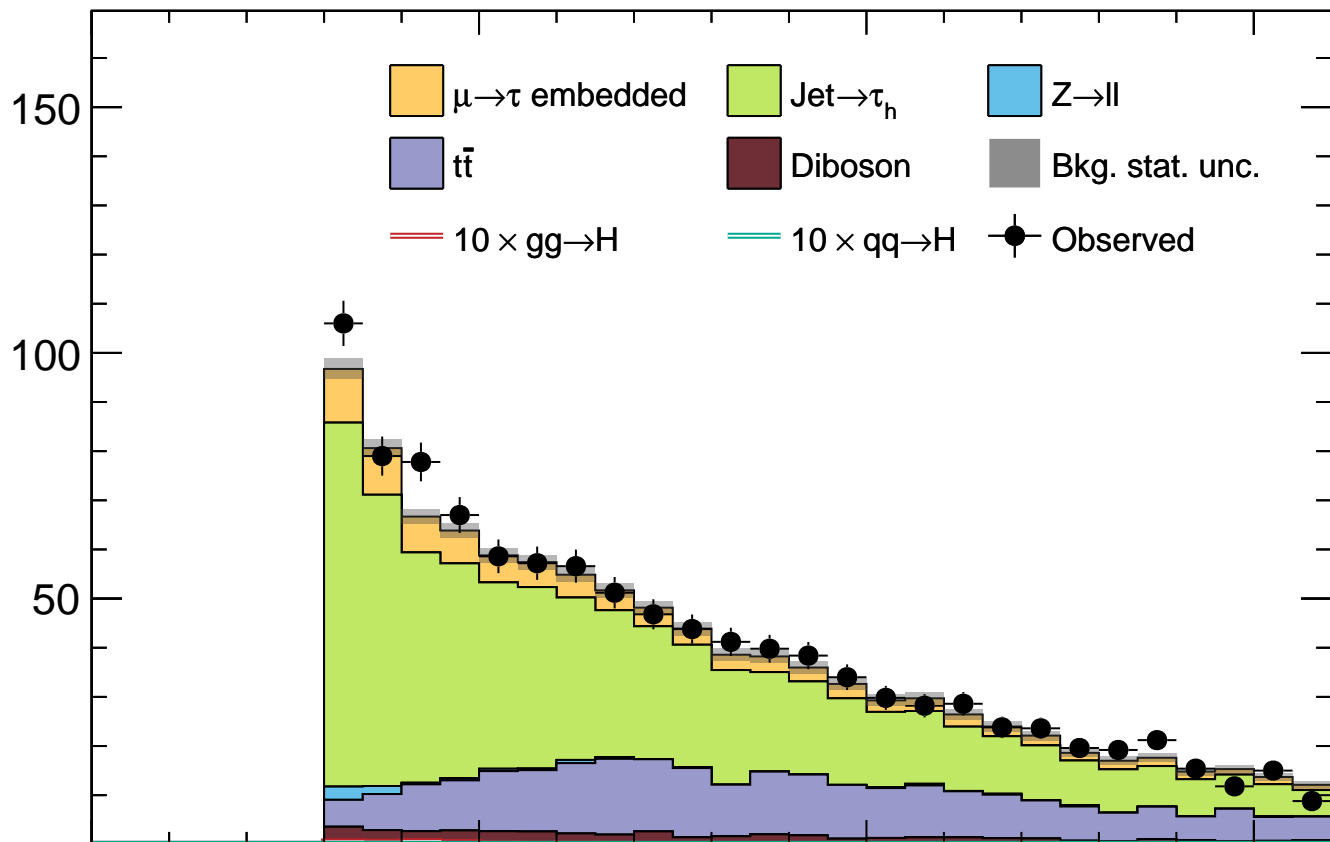 150
μ→τ embedded Jet→τₕ Z→ll
tt̄ Diboson Bkg. stat. unc.
10 × gg→H 10 × qq→H Observed
100
50